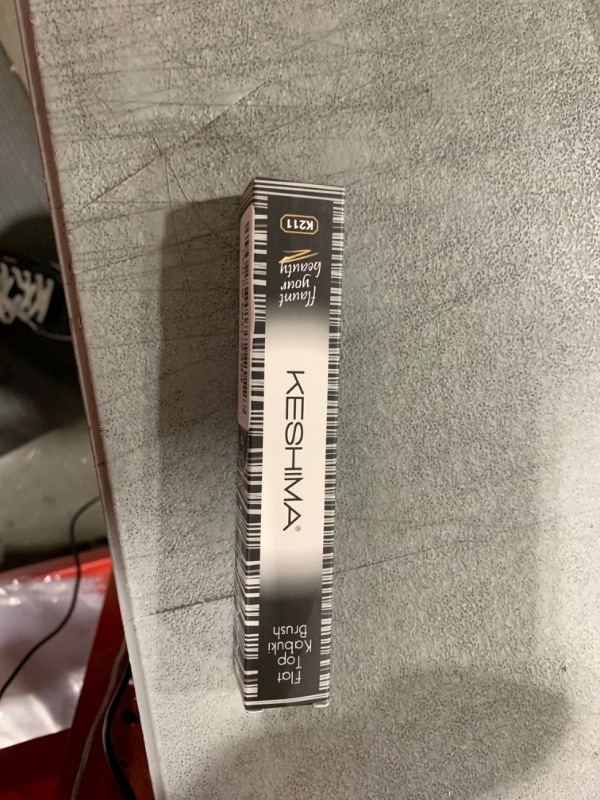 Flat
Top
Kabuki
Brush
KESHIMA®
flaunt
your
beauty
K211